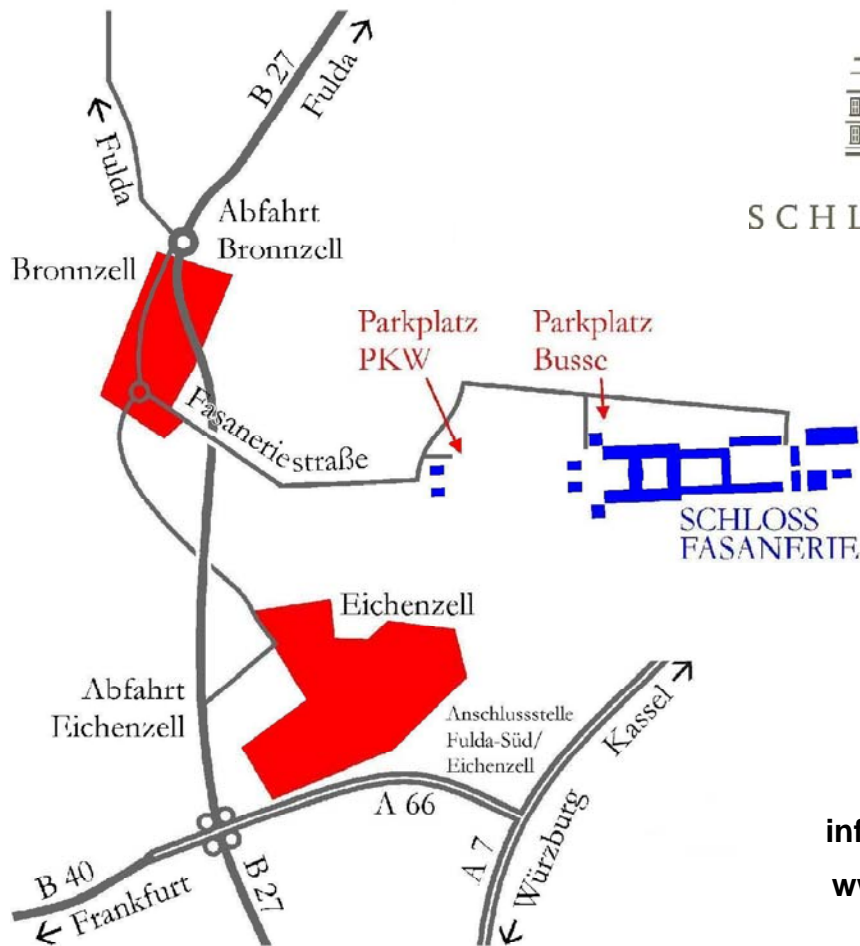 B 27
Fulda
Fulda
Abfahrt
Bronnzell
Bronnzell
SCHL
Parkplatz
PKW
Parkplatz
Busse
Fasaneriestraße
SCHLOSS
FASANERIE
Eichenzell
Abfahrt
Eichenzell
Anschlussstelle
Fulda-Süd/
Eichenzell
Kassel
A 66
A 7
Würzburg
B 40
Frankfurt
B 27
inf